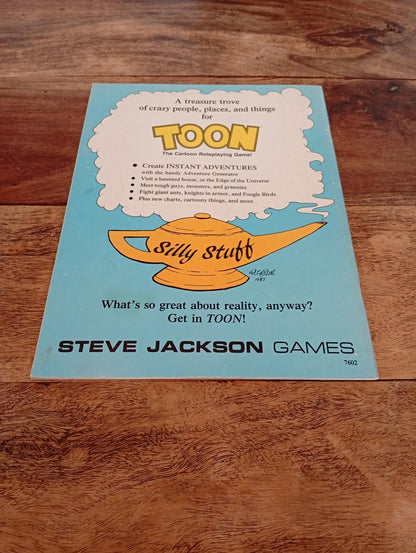 A treasure trove
of crazy people, places, and things
for
TOON
The Cartoon Roleplaying Game!
● Create INSTANT ADVENTURES
with the handy Adventure Generator
● Visit a haunted house, or the Edge of the Universe
● Meet tough guys, monsters, and grannies
● Fight giant ants, knights in armor, and Foogle Birds
● Plus new charts, cartoony things, and more
Silly Stuff
1985
What's so great about reality, anyway?
Get in TOON!
STEVE JACKSON GAMES
7602